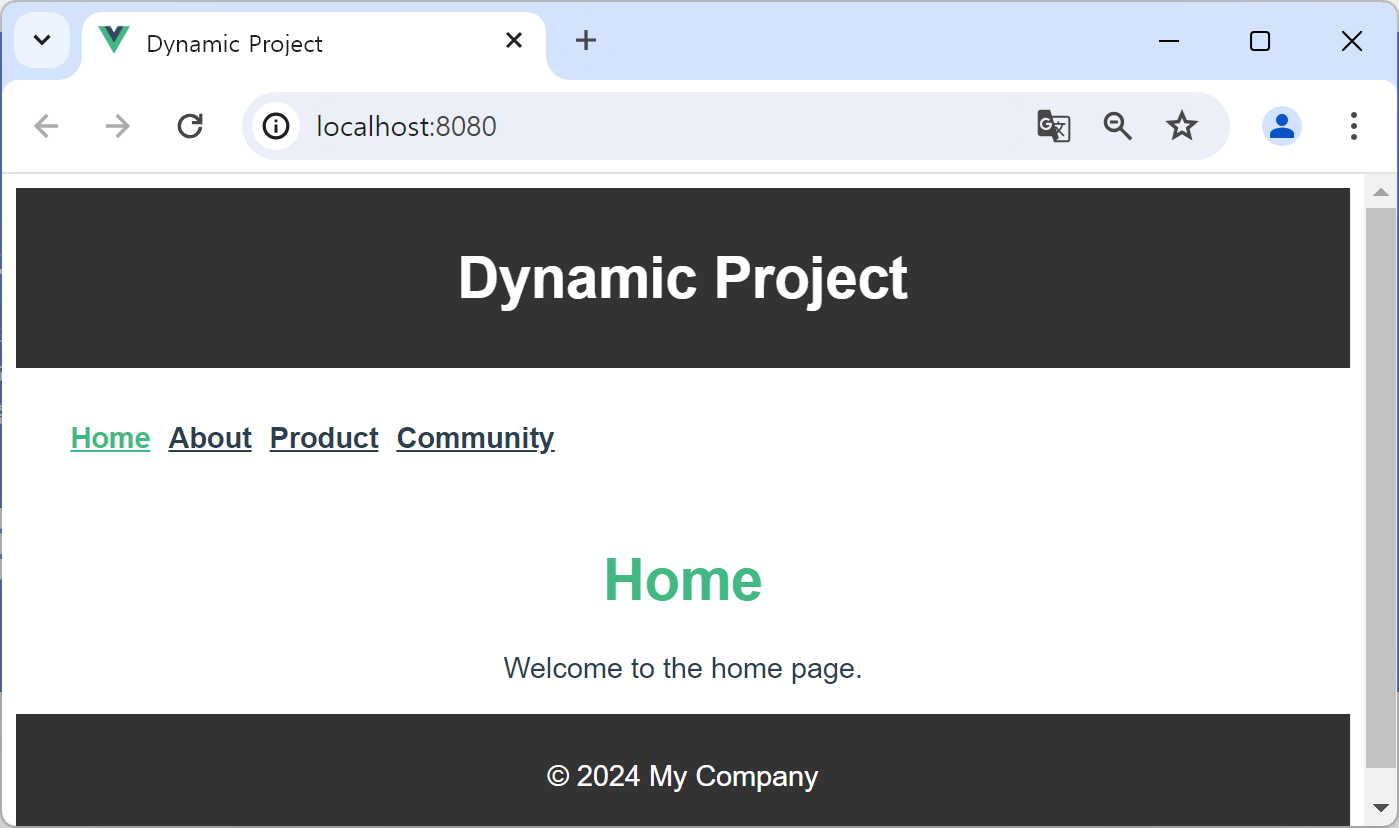 Dynamic Project
localhost:8080
Dynamic Project
Home About Product Community
Home
Welcome to the home page.
© 2024 My Company